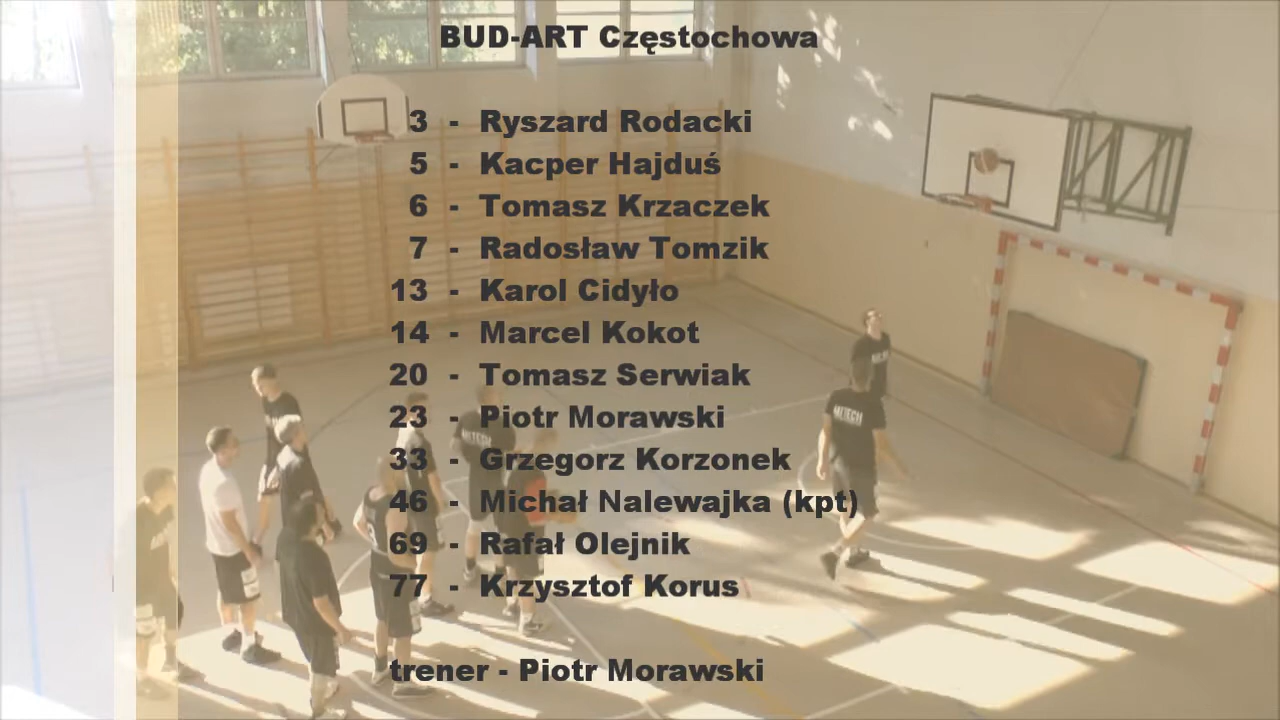 BUD-ART Częstochowa
3 - Ryszard Rodacki
5 - Kacper Hajduś
6 - Tomasz Krzaczek
7 - Radosław Tomzik
13 - Karol Cidyło
14 - Marcel Kokot
20 - Tomasz Serwiak
23 - Piotr Morawski
33 - Grzegorz Korzonek
46 - Michał Nalewajka (kpt)
69 - Rafał Olejnik
77 - Krzysztof Korus
trener - Piotr Morawski